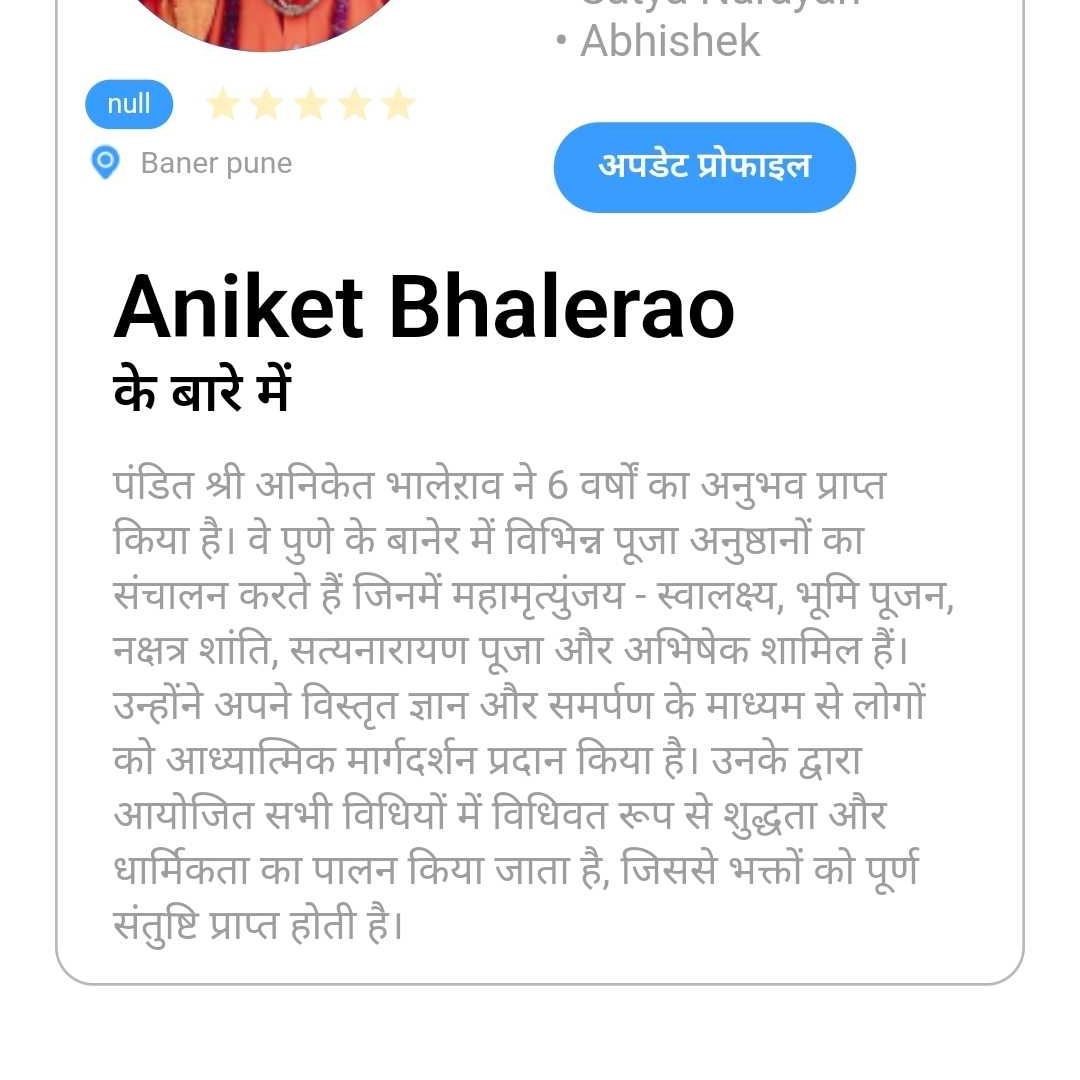 • Abhishek
null
Baner pune
अपडेट प्रोफाइल
Aniket Bhalerao
के बारे में
पंडित श्री अनिकेत भालेऱाव ने 6 वर्षों का अनुभव प्राप्त
किया है। वे पुणे के बानेर में विभिन्न पूजा अनुष्ठानों का
संचालन करते हैं जिनमें महामृत्युंजय - स्वालक्ष्य, भूमि पूजन,
नक्षत्र शांति, सत्यनारायण पूजा और अभिषेक शामिल हैं।
उन्होंने अपने विस्तृत ज्ञान और समर्पण के माध्यम से लोगों
को आध्यात्मिक मार्गदर्शन प्रदान किया है। उनके द्वारा
आयोजित सभी विधियों में विधिवत रूप से शुद्धता और
धार्मिकता का पालन किया जाता है, जिससे भक्तों को पूर्ण
संतुष्टि प्राप्त होती है।